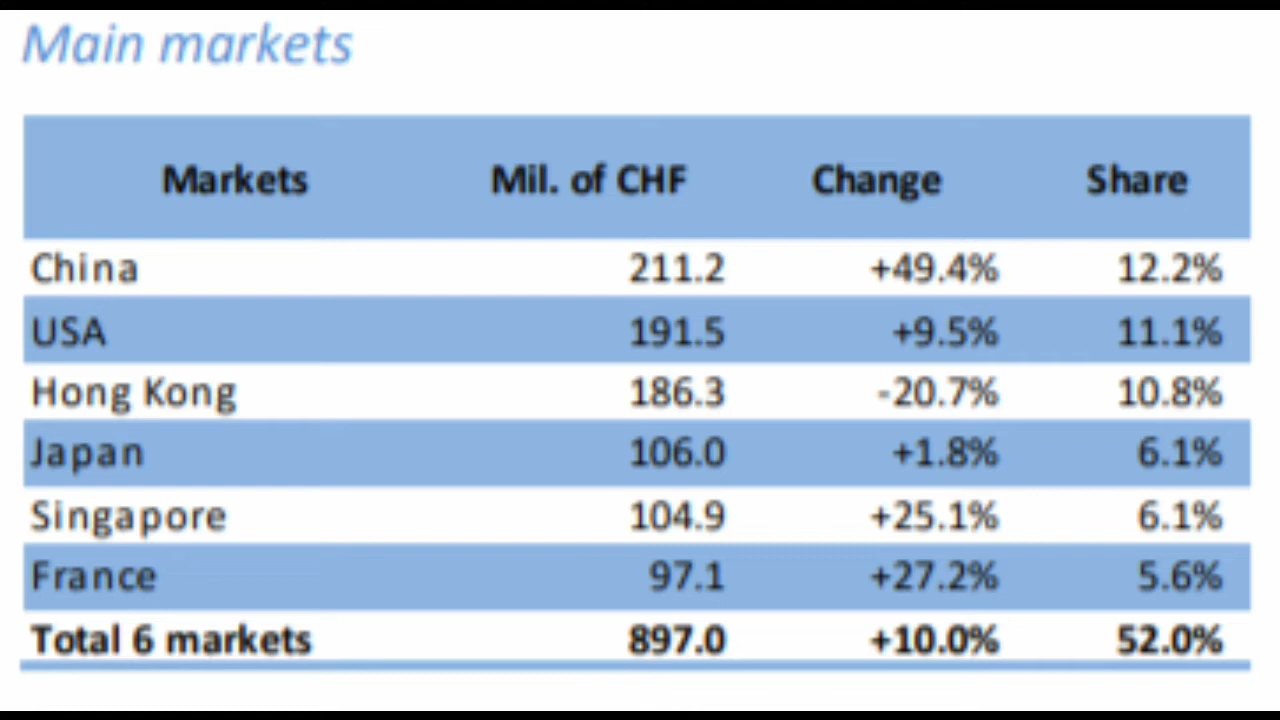 Main markets
Markets Mil. of CHF Change Share
China 211.2 +49.4% 12.2%
USA 191.5 +9.5% 11.1%
Hong Kong 186.3 -20.7% 10.8%
Japan 106.0 +1.8% 6.1%
Singapore 104.9 +25.1% 6.1%
France 97.1 +27.2% 5.6%
Total 6 markets 897.0 +10.0% 52.0%